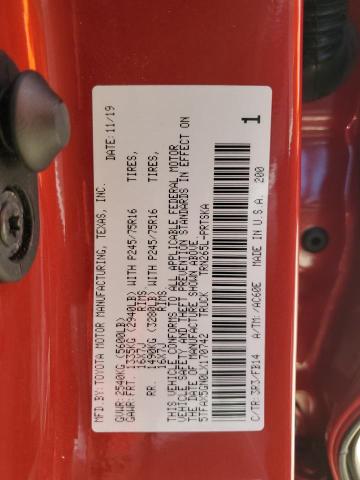 MFD BY:TOYOTA MOTOR MANUFACTURING, TEXAS, INC. DATE: 11/19
GVWR: 2540KG (5600LB)
GAWR: FRT. 1335KG (2940LB) WITH P245/75R16 TIRES,
16X7J RIMS,
RR. 1490KG (3280LB) WITH P245/75R16 TIRES,
16X7J RIMS,
THIS VEHICLE CONFORMS TO ALL APPLICABLE FEDERAL MOTOR
VEHICLE SAFETY AND THEFT PREVENTION STANDARDS IN EFFECT ON
THE DATE OF MANUFACTURE SHOWN ABOVE.
5TFAX5GN0LX170742 TRUCK TRN265L-PRTSKA
C/TR:3R3/FB14 A/TM:/AC60E MADE IN U.S.A. 200
1